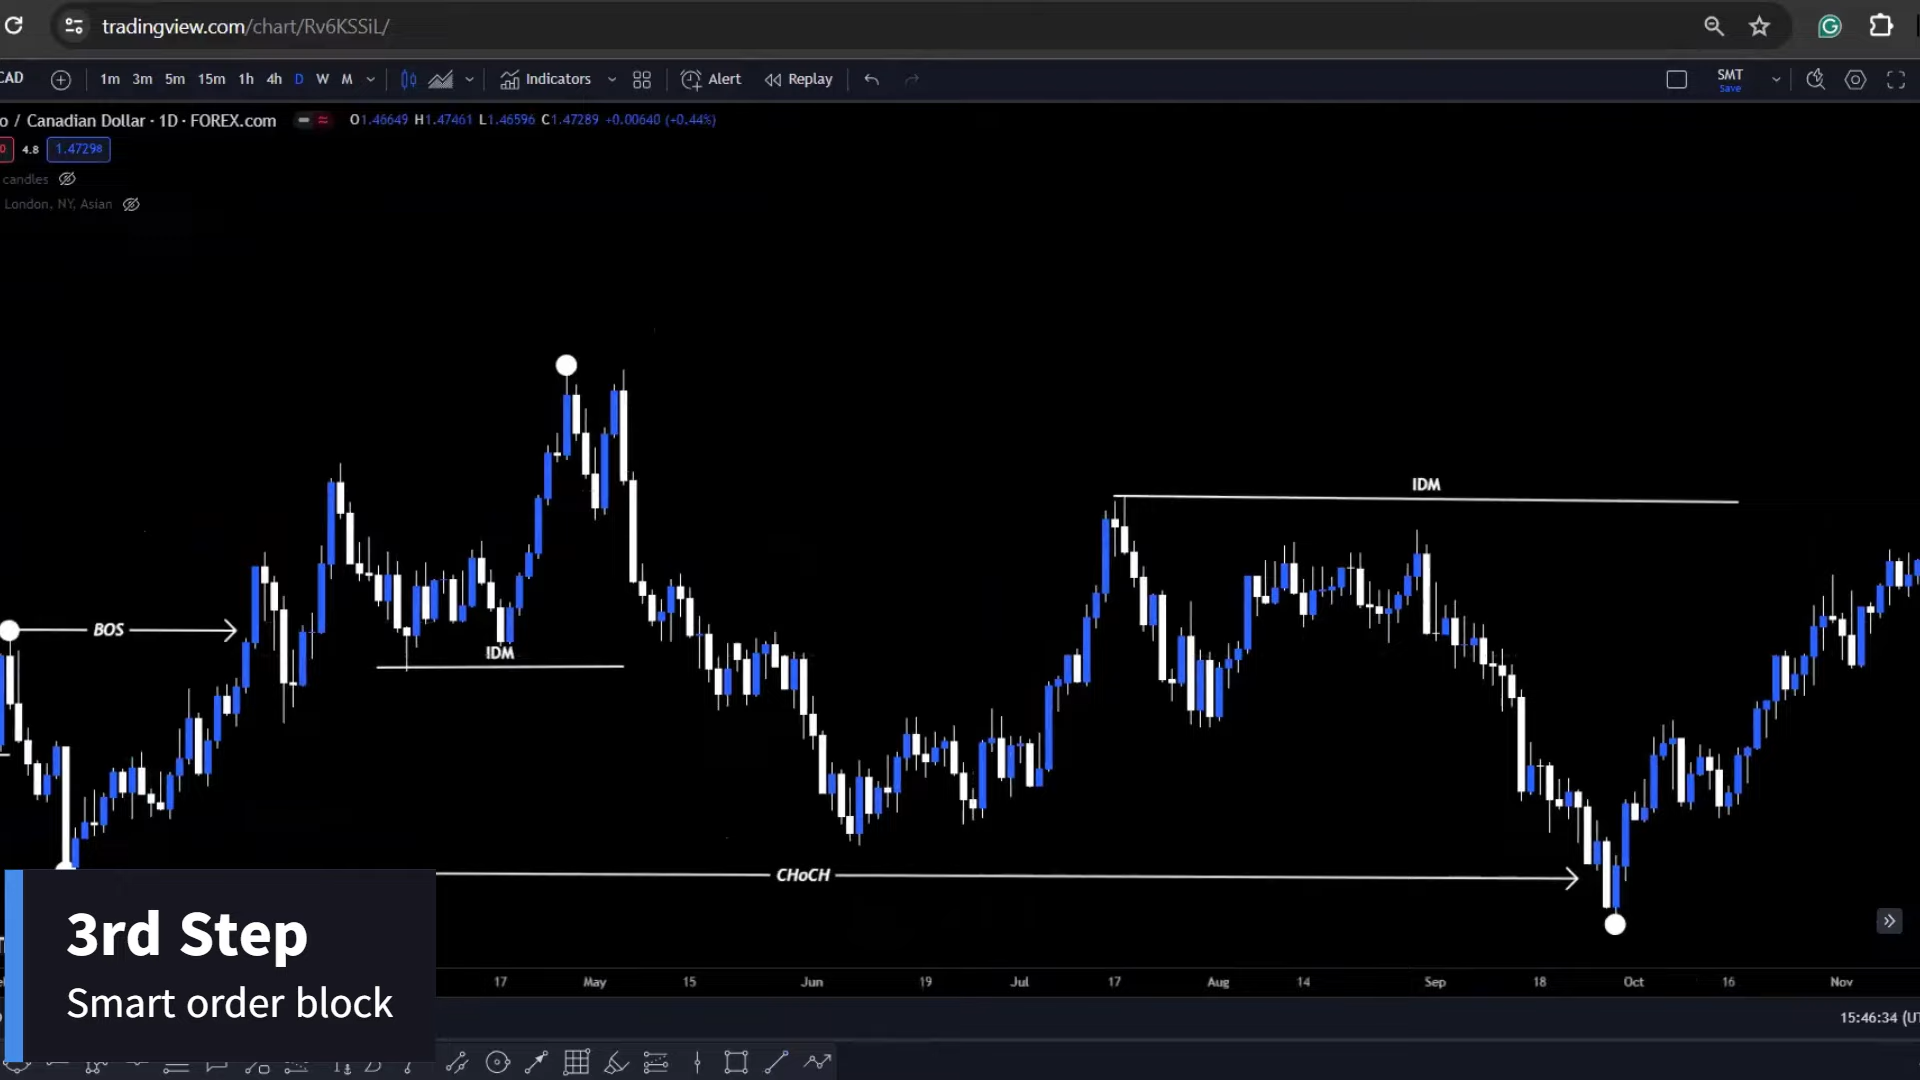 tradingview.com/chart/Rv6KSSiL/
CAD 1m 3m 5m 15m 1h 4h D W M Indicators Alert Replay SMT
Save
o / Canadian Dollar · 1D · FOREX.com O1.46649 H1.47461 L1.46596 C1.47289 +0.00640 (+0.44%)
0 4.8 1.47298
candles
London, NY, Asian
IDM
BOS
IDM
CHoCH
3rd Step
Smart order block
17 May 15 Jun 19 Jul 17 Aug 14 Sep 18 Oct 16 Nov
15:46:34 (UT